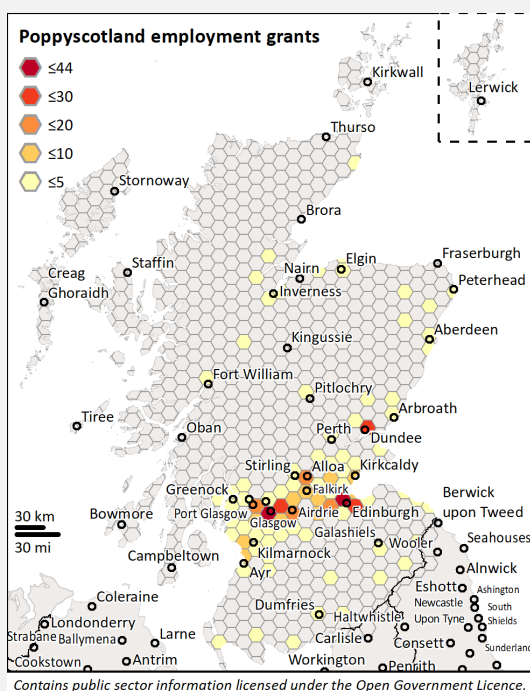 Poppyscotland employment grants
≤44
≤30
≤20
≤10
≤5
Kirkwall
Lerwick
Thurso
Stornoway
Brora
Staffin
Creag
Ghoraidh
Nairn
Elgin
Fraserburgh
Peterhead
Inverness
Kingussie
Aberdeen
Fort William
Pitlochry
Tiree
Oban
Perth
Arbroath
Dundee
Stirling
Alloa
Kirkcaldy
Greenock
Falkirk
Port Glasgow
Airdrie
Edinburgh
Berwick
upon Tweed
Glasgow
30 km
30 mi
Bowmore
Galashiels
Wooler
Seahouses
Campbeltown
Kilmarnock
Ayr
Alnwick
Eshott
Ashington
Coleraine
Dumfries
Newcastle
Upon Tyne
South
Shields
Haltwhistle
Londonderry
Strabane
Ballymena
Larne
Carlisle
Consett
Sunderland
Cookstown
Antrim
Workington
Penrith
Contains public sector information licensed under the Open Government Licence.